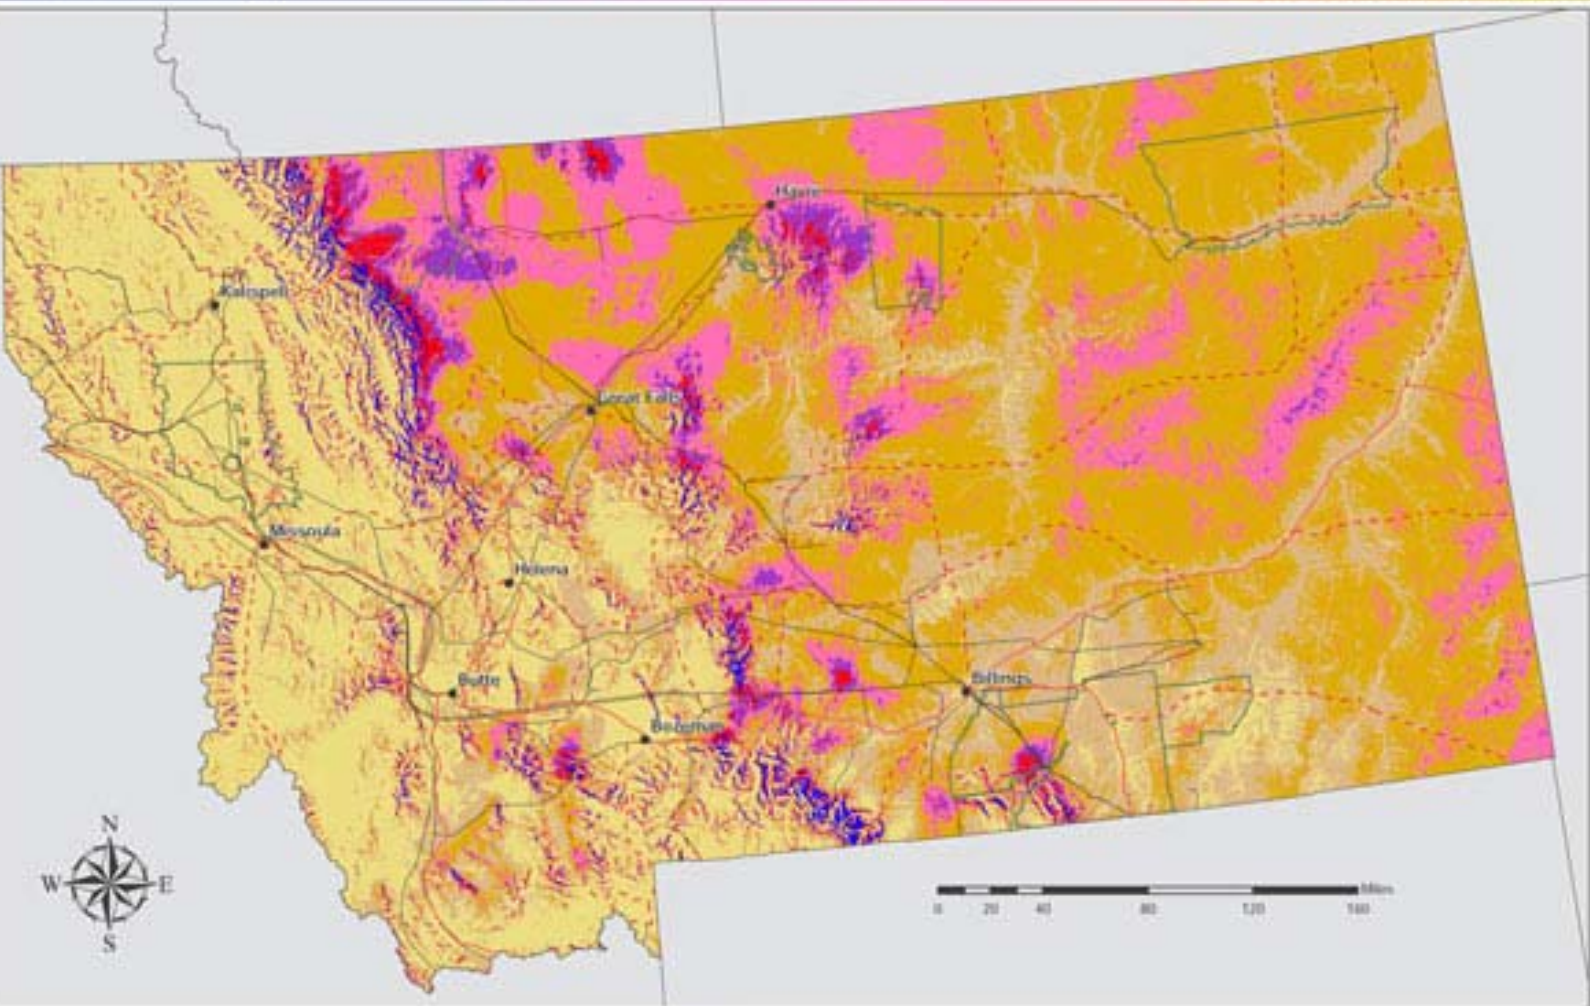 Havre
Kalispell
Great Falls
Missoula
Helena
Butte
Billings
Bozeman
N
W E
S
Miles
0 20 40 80 120 160